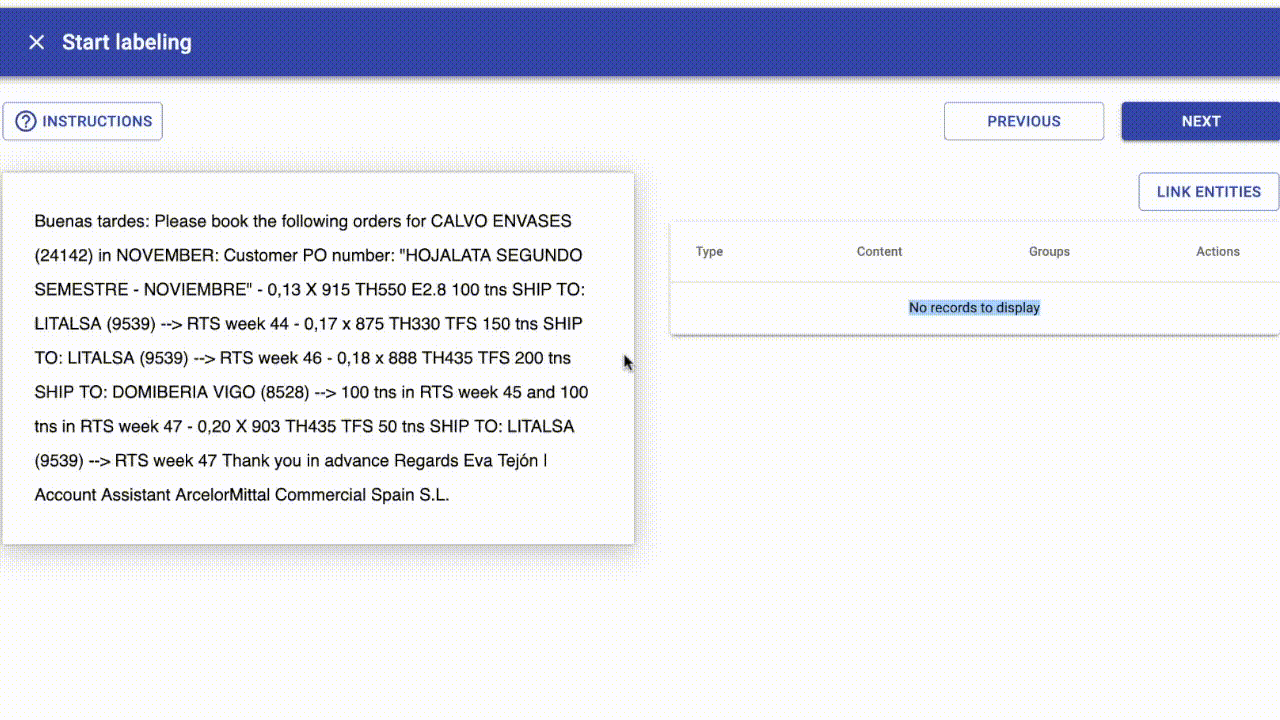 Start labeling
INSTRUCTIONS
PREVIOUS
NEXT
LINK ENTITIES
Buenas tardes: Please book the following orders for CALVO ENVASES
(24142) in NOVEMBER: Customer PO number: "HOJALATA SEGUNDO
SEMESTRE - NOVIEMBRE" - 0,13 X 915 TH550 E2.8 100 tns SHIP TO:
LITALSA (9539) --> RTS week 44 - 0,17 x 875 TH330 TFS 150 tns SHIP
TO: LITALSA (9539) --> RTS week 46 - 0,18 x 888 TH435 TFS 200 tns
SHIP TO: DOMIBERIA VIGO (8528) --> 100 tns in RTS week 45 and 100
tns in RTS week 47 - 0,20 X 903 TH435 TFS 50 tns SHIP TO: LITALSA
(9539) --> RTS week 47 Thank you in advance Regards Eva Tejón |
Account Assistant ArcelorMittal Commercial Spain S.L.
Type Content Groups Actions
No records to display